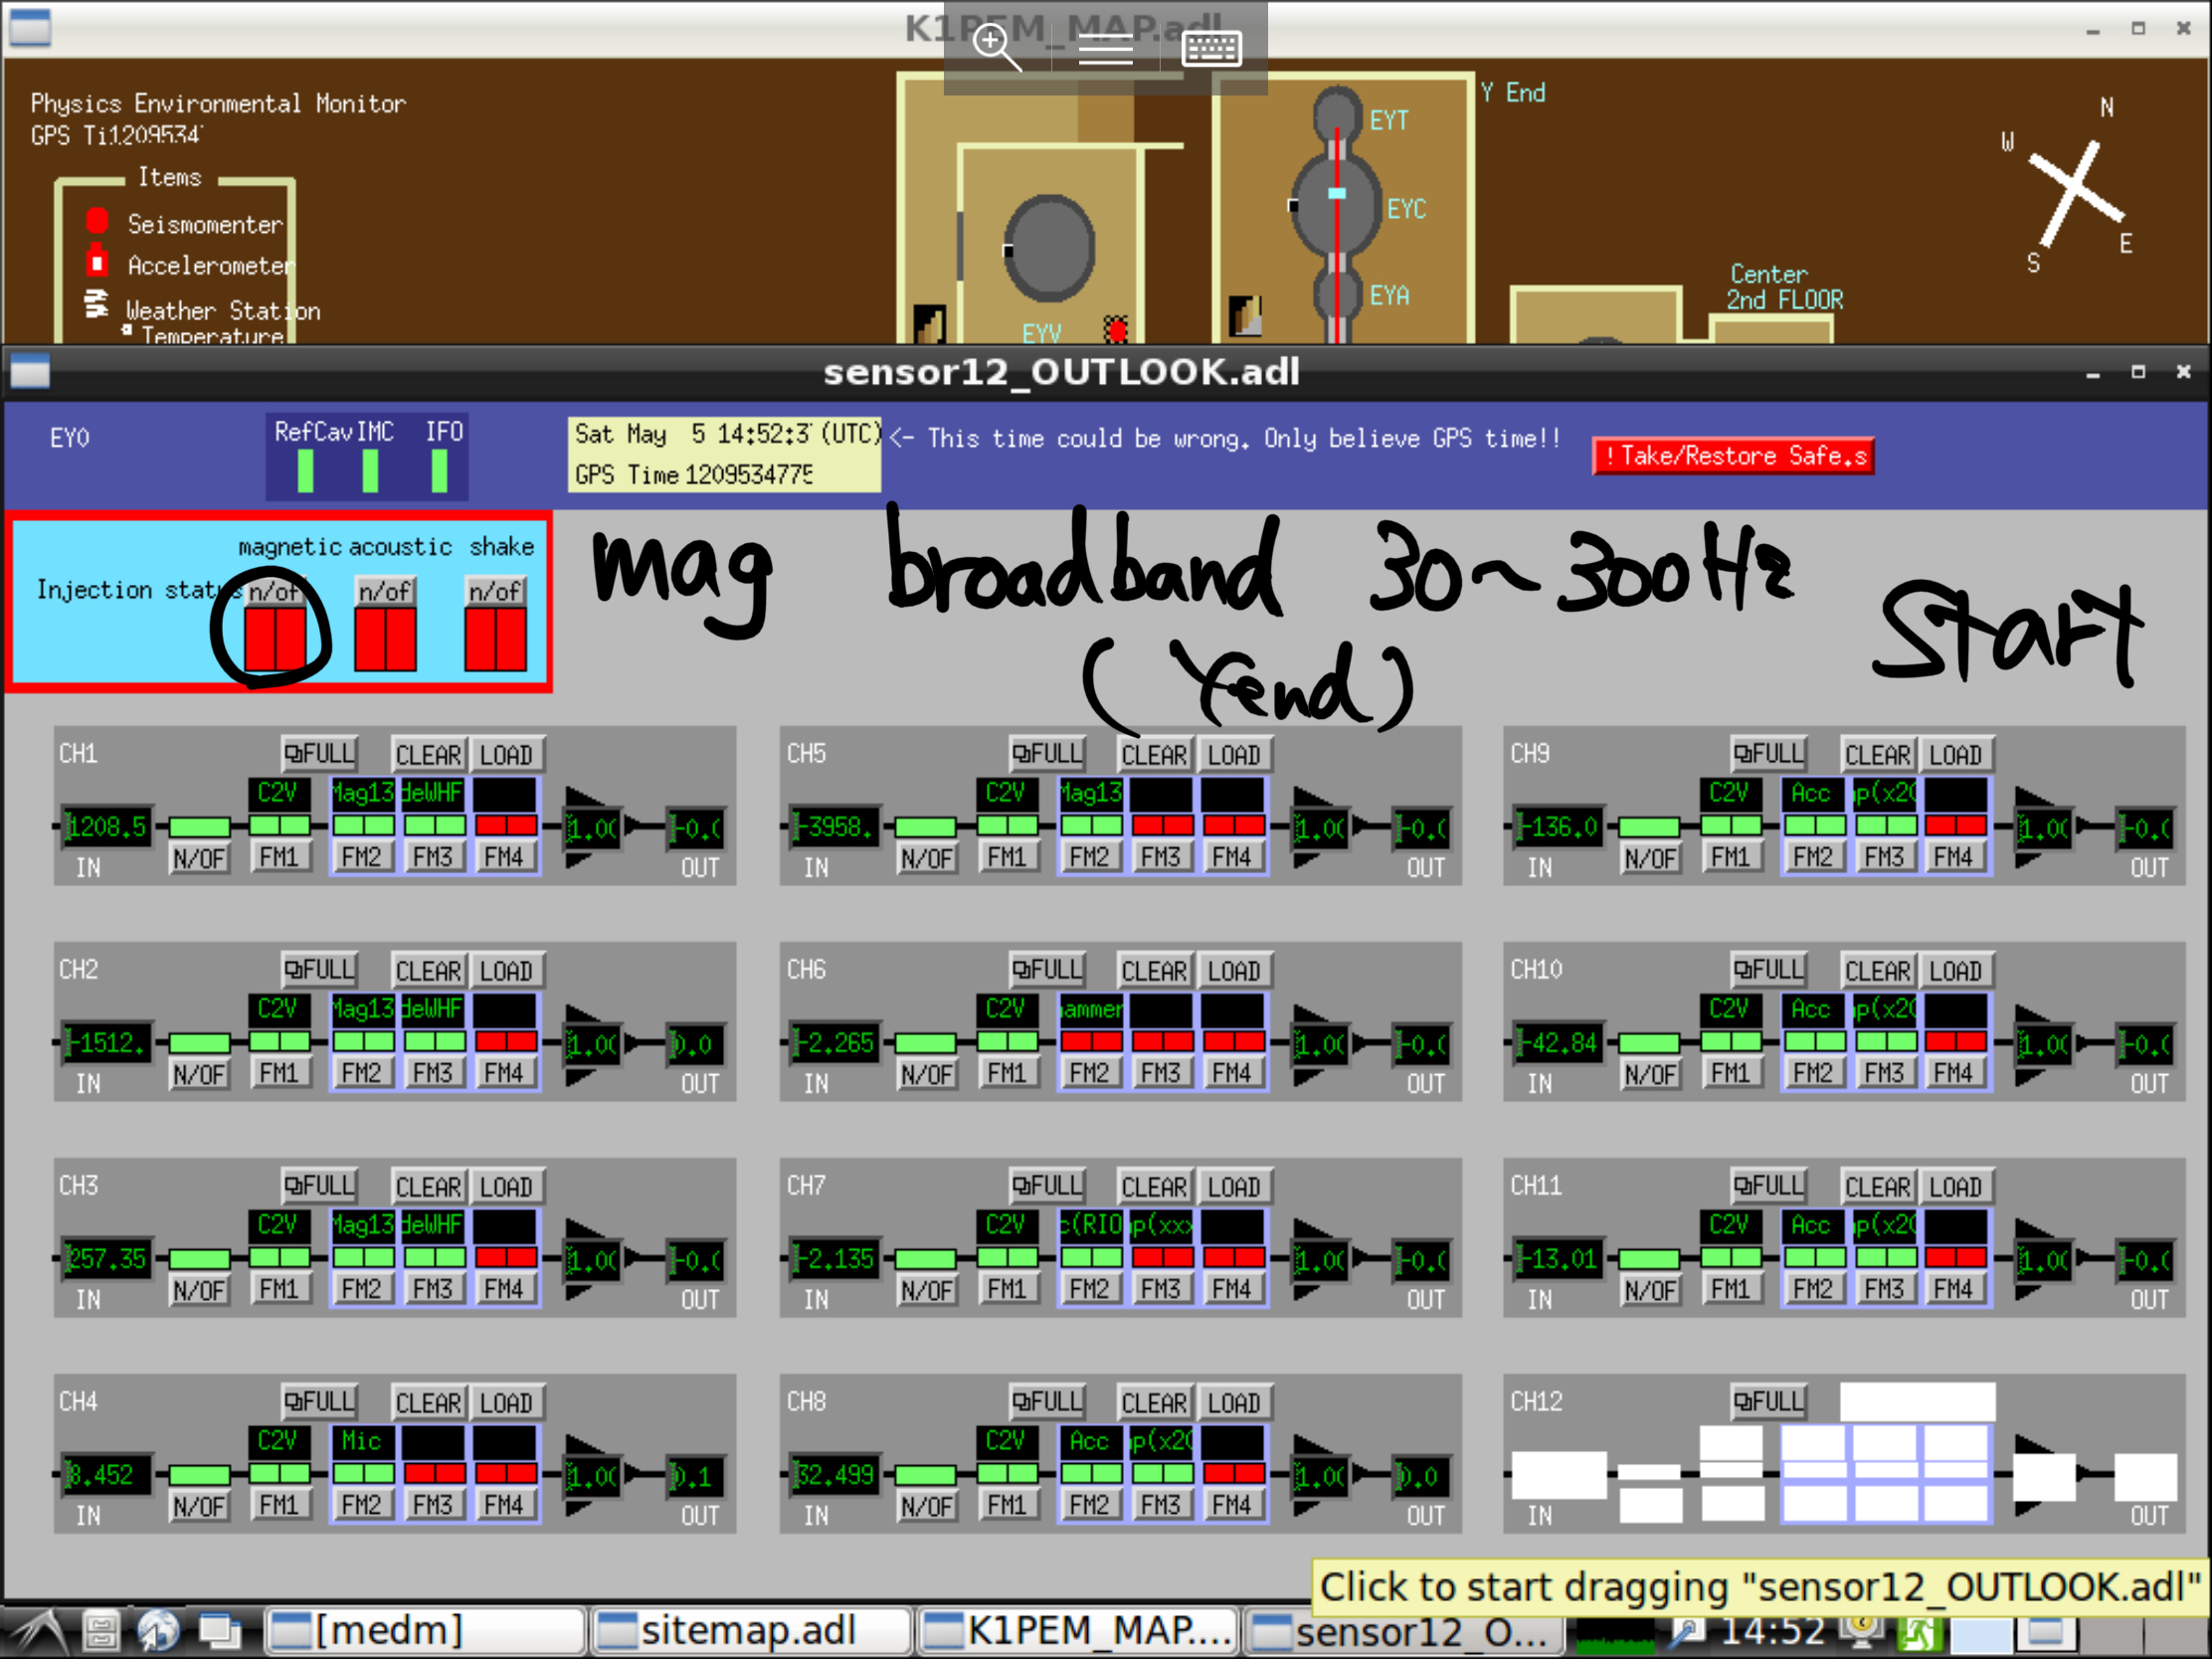 K1PEM_MAP.adl
Physics Environmental Monitor
GPS Ti1209534
Items
Seismomenter
Accelerometer
Weather Station
Temperature
EYV
EYT
EYC
EYA
Y End
Center
2nd FLOOR
N
W
E
S
sensor12_OUTLOOK.adl
EY0
RefCav IMC IFO
Sat May 5 14:52:3 (UTC)
GPS Time 1209534775
<- This time could be wrong. Only believe GPS time!!
!Take/Restore Safe.s
magnetic acoustic shake
Injection status n/of n/of n/of
mag broadband 30~300Hz
(Yend)
Start
CH1 FULL CLEAR LOAD
C2V Mag13 deWHF
1208.5 1.00 -0.(
IN N/OF FM1 FM2 FM3 FM4 OUT
CH5 FULL CLEAR LOAD
C2V Mag13
-3958. 1.00 -0.(
IN N/OF FM1 FM2 FM3 FM4 OUT
CH9 FULL CLEAR LOAD
C2V Acc p(x20
-136.0 1.00 -0.(
IN N/OF FM1 FM2 FM3 FM4 OUT
CH2 FULL CLEAR LOAD
C2V Mag13 deWHF
-1512. 1.00 0.0
IN N/OF FM1 FM2 FM3 FM4 OUT
CH6 FULL CLEAR LOAD
C2V ammer
-2.265 1.00 -0.(
IN N/OF FM1 FM2 FM3 FM4 OUT
CH10 FULL CLEAR LOAD
C2V Acc p(x20
-42.84 1.00 -0.(
IN N/OF FM1 FM2 FM3 FM4 OUT
CH3 FULL CLEAR LOAD
C2V Mag13 deWHF
257.35 1.00 -0.(
IN N/OF FM1 FM2 FM3 FM4 OUT
CH7 FULL CLEAR LOAD
C2V c(RIO p(xxx
-2.135 1.00 -0.(
IN N/OF FM1 FM2 FM3 FM4 OUT
CH11 FULL CLEAR LOAD
C2V Acc p(x20
-13.01 1.00 -0.(
IN N/OF FM1 FM2 FM3 FM4 OUT
CH4 FULL CLEAR LOAD
C2V Mic
8.452 1.00 0.1
IN N/OF FM1 FM2 FM3 FM4 OUT
CH8 FULL CLEAR LOAD
C2V Acc p(x20
32.499 1.00 0.0
IN N/OF FM1 FM2 FM3 FM4 OUT
CH12 FULL
IN OUT
Click to start dragging "sensor12_OUTLOOK.adl"
[medm] sitemap.adl K1PEM_MAP.... sensor12_O... 14:52